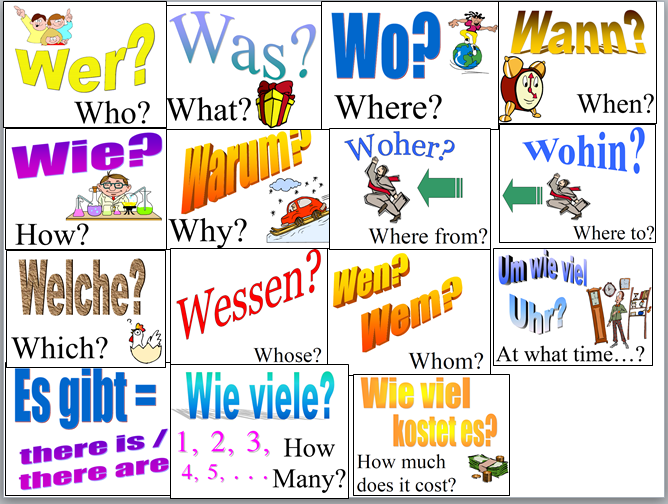 Wer?
Who?
Was?
What?
Wo?
Where?
Wann?
When?
Wie?
How?
Warum?
Why?
Woher?
Where from?
Wohin?
Where to?
Welche?
Which?
Wessen?
Whose?
Wen?
Wem?
Whom?
Um wie viel
Uhr?
At what time...?
Es gibt =
there is /
there are
Wie viele?
1, 2, 3,
4, 5, . . .
How
Many?
Wie viel
kostet es?
How much
does it cost?